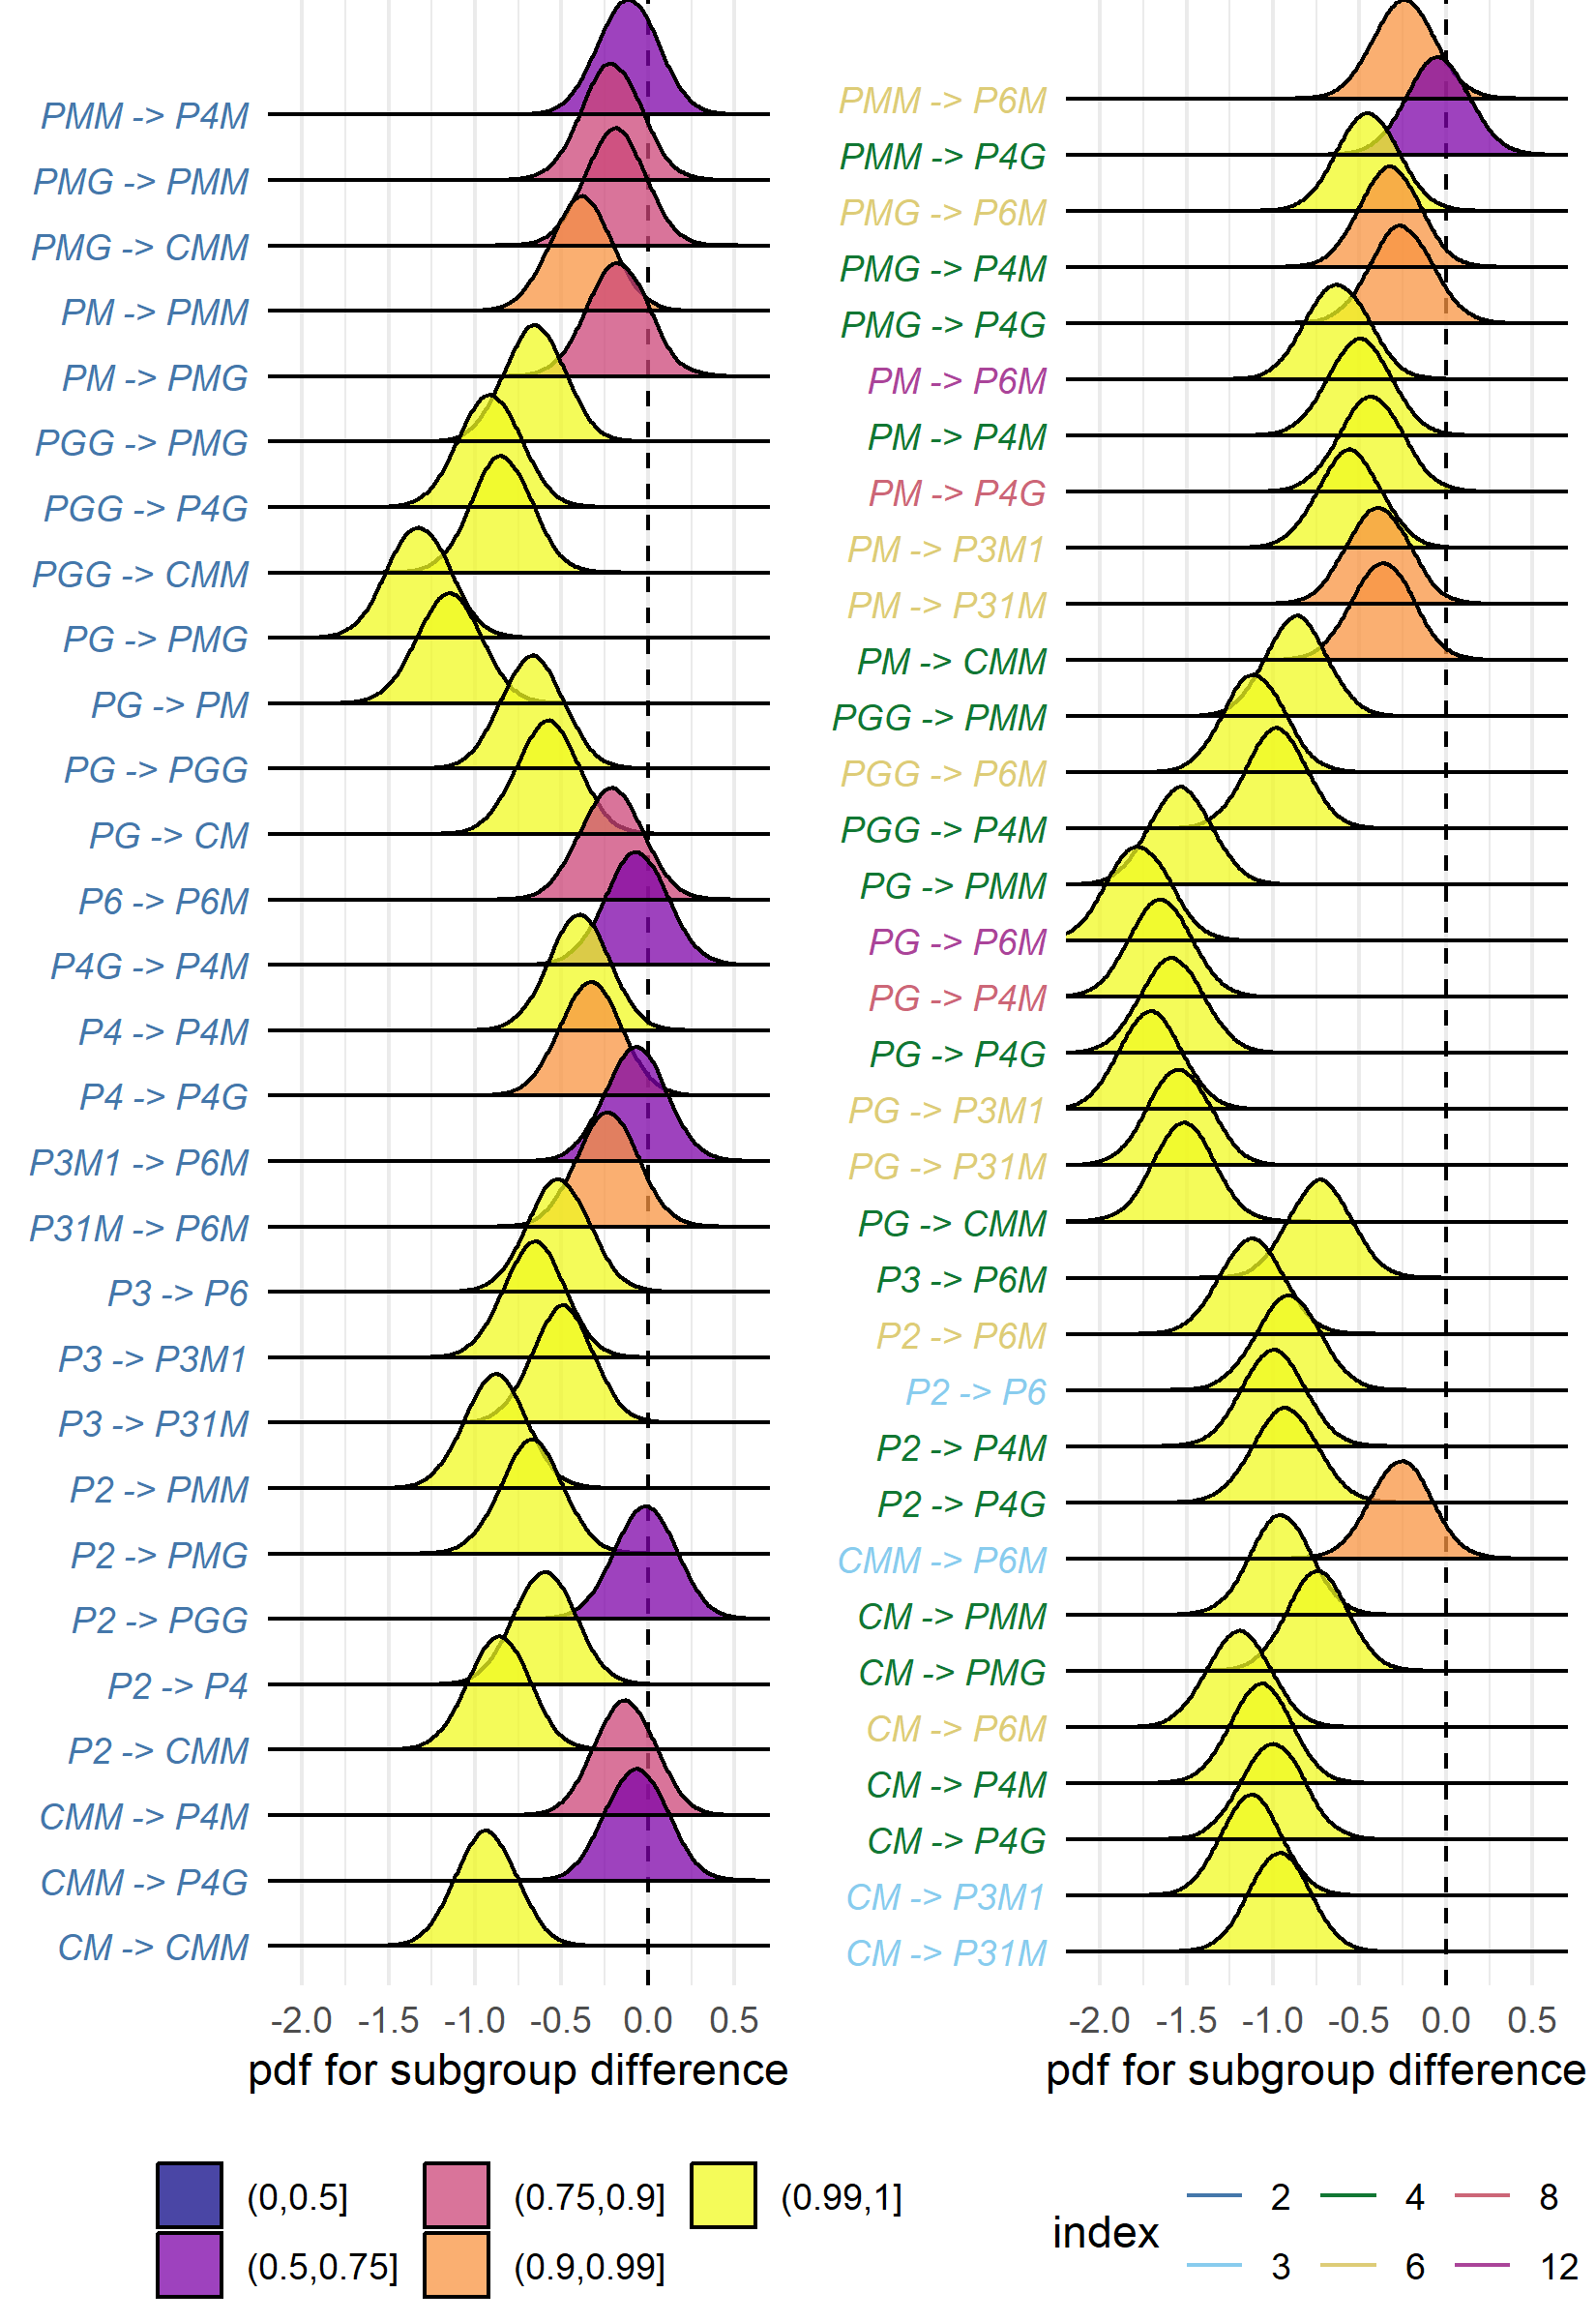 PMM -> P4M
PMG -> PMM
PMG -> CMM
PM -> PMM
PM -> PMG
PGG -> PMG
PGG -> P4G
PGG -> CMM
PG -> PMG
PG -> PM
PG -> PGG
PG -> CM
P6 -> P6M
P4G -> P4M
P4 -> P4M
P4 -> P4G
P3M1 -> P6M
P31M -> P6M
P3 -> P6
P3 -> P3M1
P3 -> P31M
P2 -> PMM
P2 -> PMG
P2 -> PGG
P2 -> P4
P2 -> CMM
CMM -> P4M
CMM -> P4G
CM -> CMM
-2.0 -1.5 -1.0 -0.5 0.0 0.5
pdf for subgroup difference
PMM -> P6M
PMM -> P4G
PMG -> P6M
PMG -> P4M
PMG -> P4G
PM -> P6M
PM -> P4M
PM -> P4G
PM -> P3M1
PM -> P31M
PM -> CMM
PGG -> PMM
PGG -> P6M
PGG -> P4M
PG -> PMM
PG -> P6M
PG -> P4M
PG -> P4G
PG -> P3M1
PG -> P31M
PG -> CMM
P3 -> P6M
P2 -> P6M
P2 -> P6
P2 -> P4M
P2 -> P4G
CMM -> P6M
CM -> PMM
CM -> PMG
CM -> P6M
CM -> P4M
CM -> P4G
CM -> P3M1
CM -> P31M
-2.0 -1.5 -1.0 -0.5 0.0 0.5
pdf for subgroup difference
(0,0.5] (0.75,0.9] (0.99,1]
(0.5,0.75] (0.9,0.99]
index
2 4 8
3 6 12